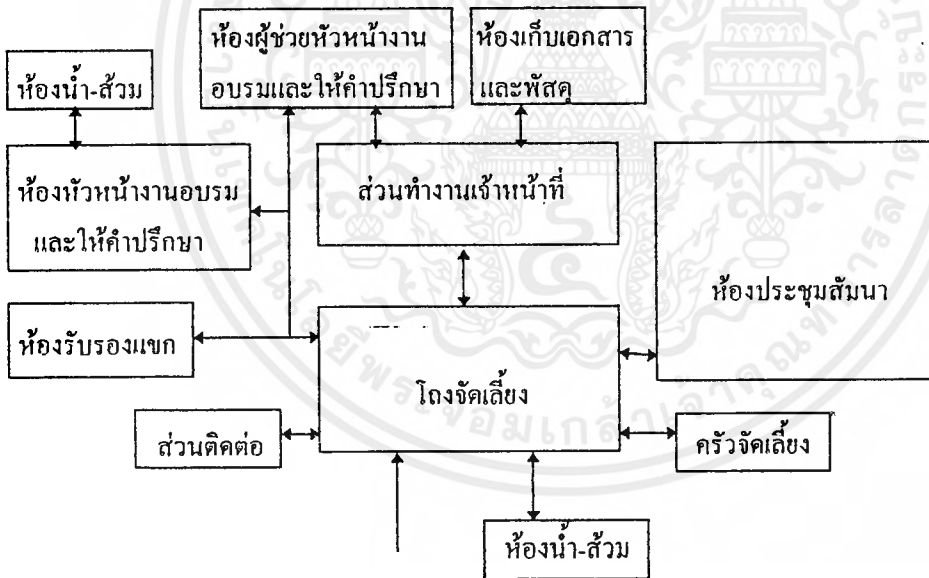 ห้องผู้ช่วยหัวหน้างาน
อบรมและให้คำปรึกษา
ห้องเก็บเอกสาร
และพัสดุ
ห้องน้ำ-ส้วม
ห้องหัวหน้างานอบรม
และให้คำปรึกษา
ส่วนทำงานเจ้าหน้าที่
ห้องประชุมสัมนา
ห้องรับรองแขก
โถงจัดเลี้ยง
ส่วนติดต่อ
ครัวจัดเลี้ยง
ห้องน้ำ-ส้วม